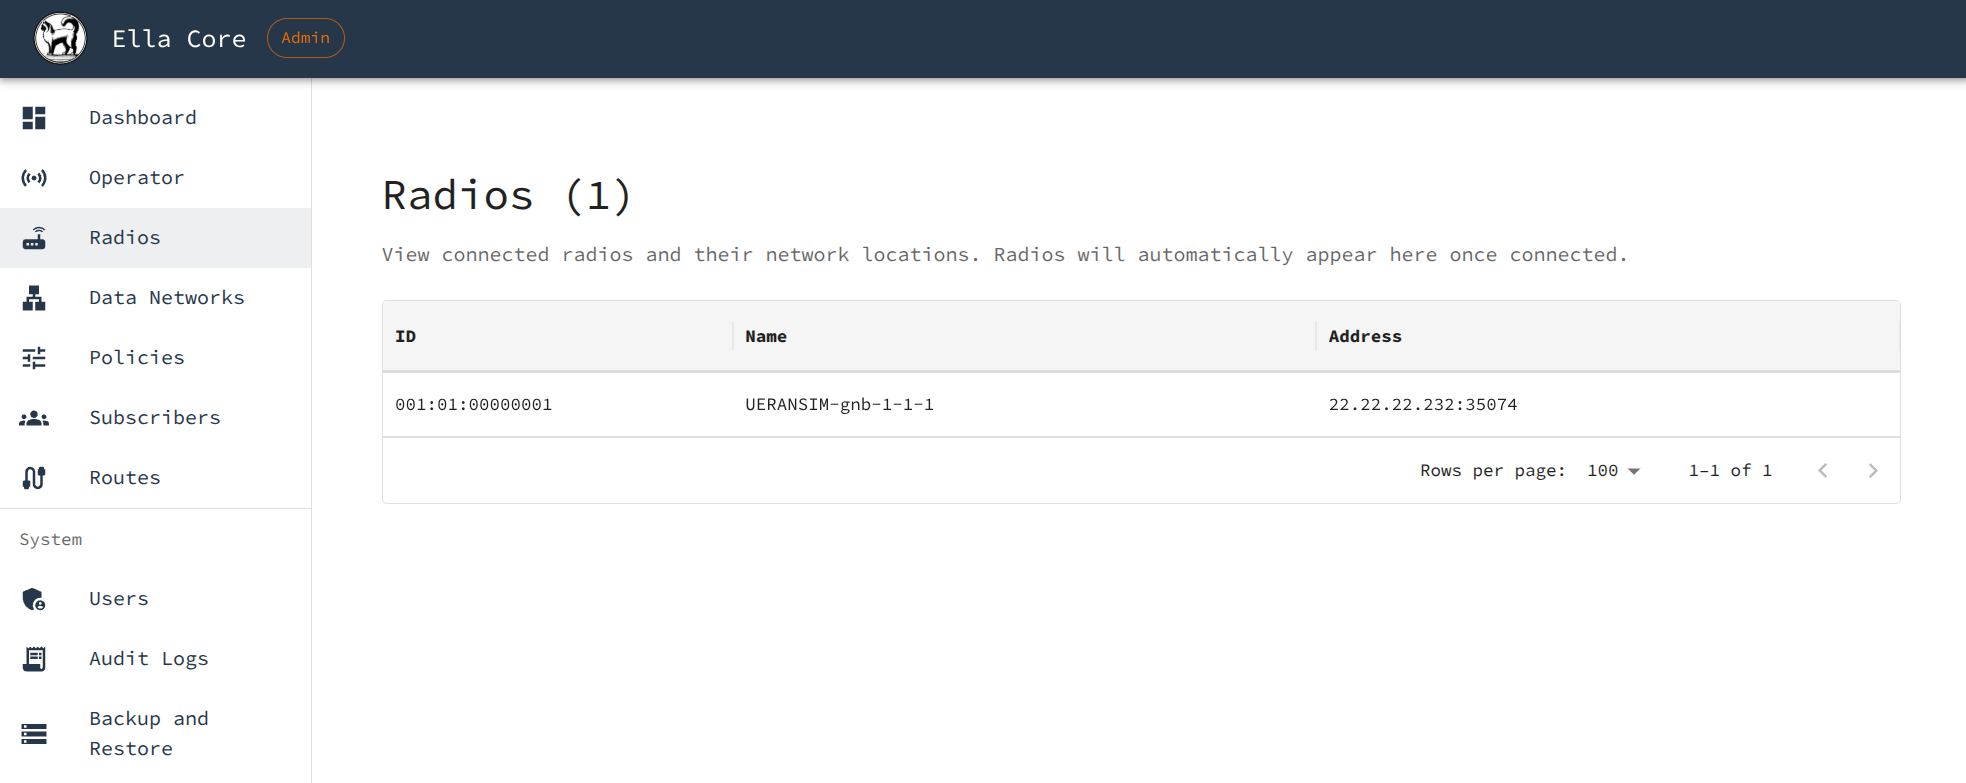 Ella Core
Admin
Dashboard
Operator
Radios
Data Networks
Policies
Subscribers
Routes
System
Users
Audit Logs
Backup and
Restore
Radios (1)
View connected radios and their network locations. Radios will automatically appear here once connected.
ID Name Address
001:01:00000001 UERANSIM-gnb-1-1-1 22.22.22.232:35074
Rows per page: 100 1–1 of 1